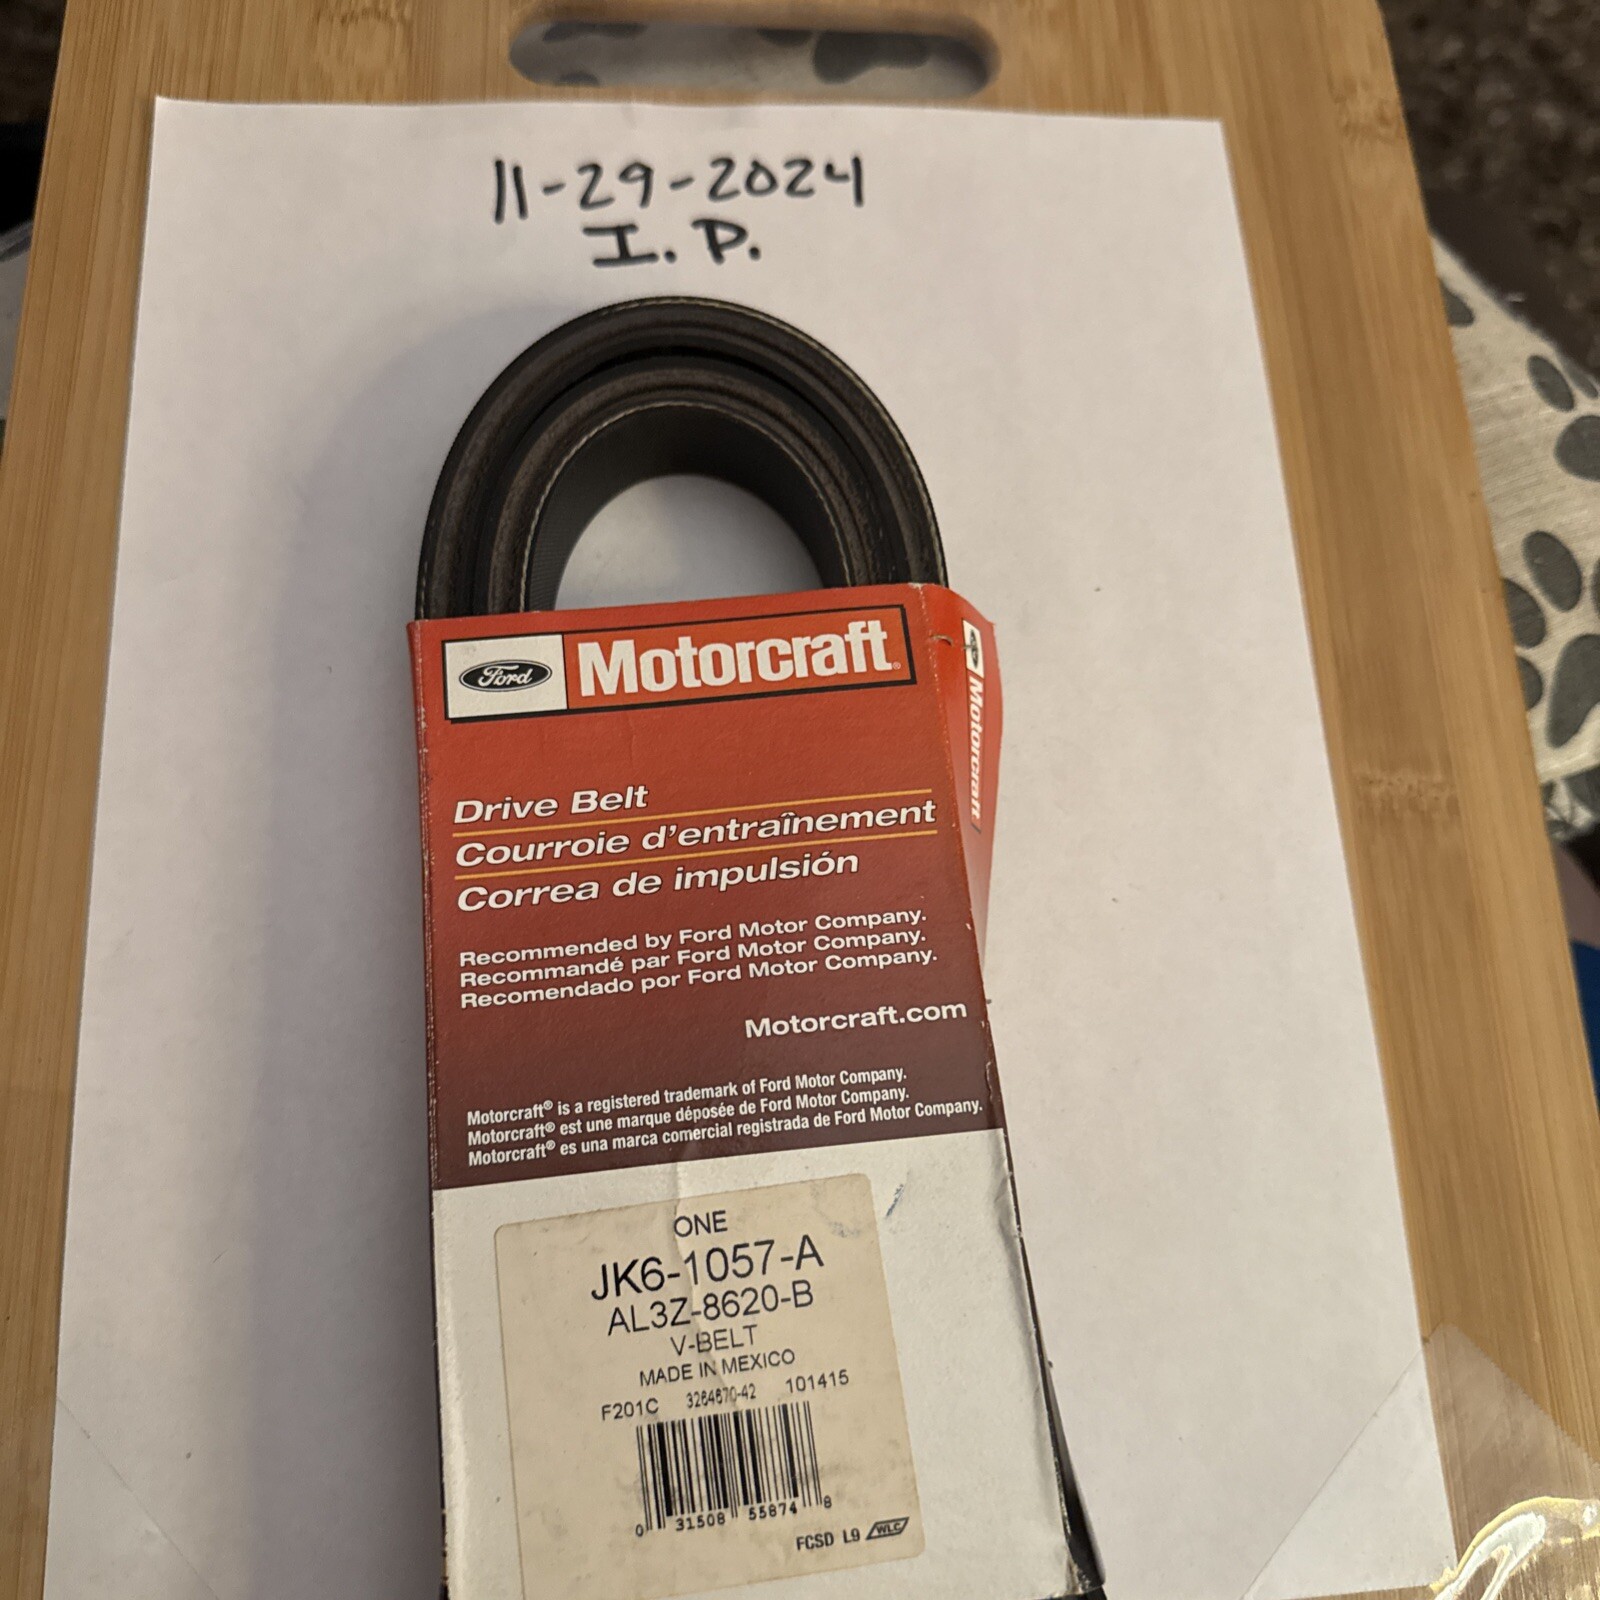 11-29-2024
I. P.
Ford Motorcraft®
Motorcraft
Drive Belt
Courroie d'entraînement
Correa de impulsión
Recommended by Ford Motor Company.
Recommandé par Ford Motor Company.
Recomendado por Ford Motor Company.
Motorcraft.com
Motorcraft® is a registered trademark of Ford Motor Company.
Motorcraft® est une marque déposée de Ford Motor Company.
Motorcraft® es una marca comercial registrada de Ford Motor Company.
ONE
JK6-1057-A
AL3Z-8620-B
V-BELT
MADE IN MEXICO
F201C 3284870-42 101415
0 31508 55874 8
FCSD L9 WLC